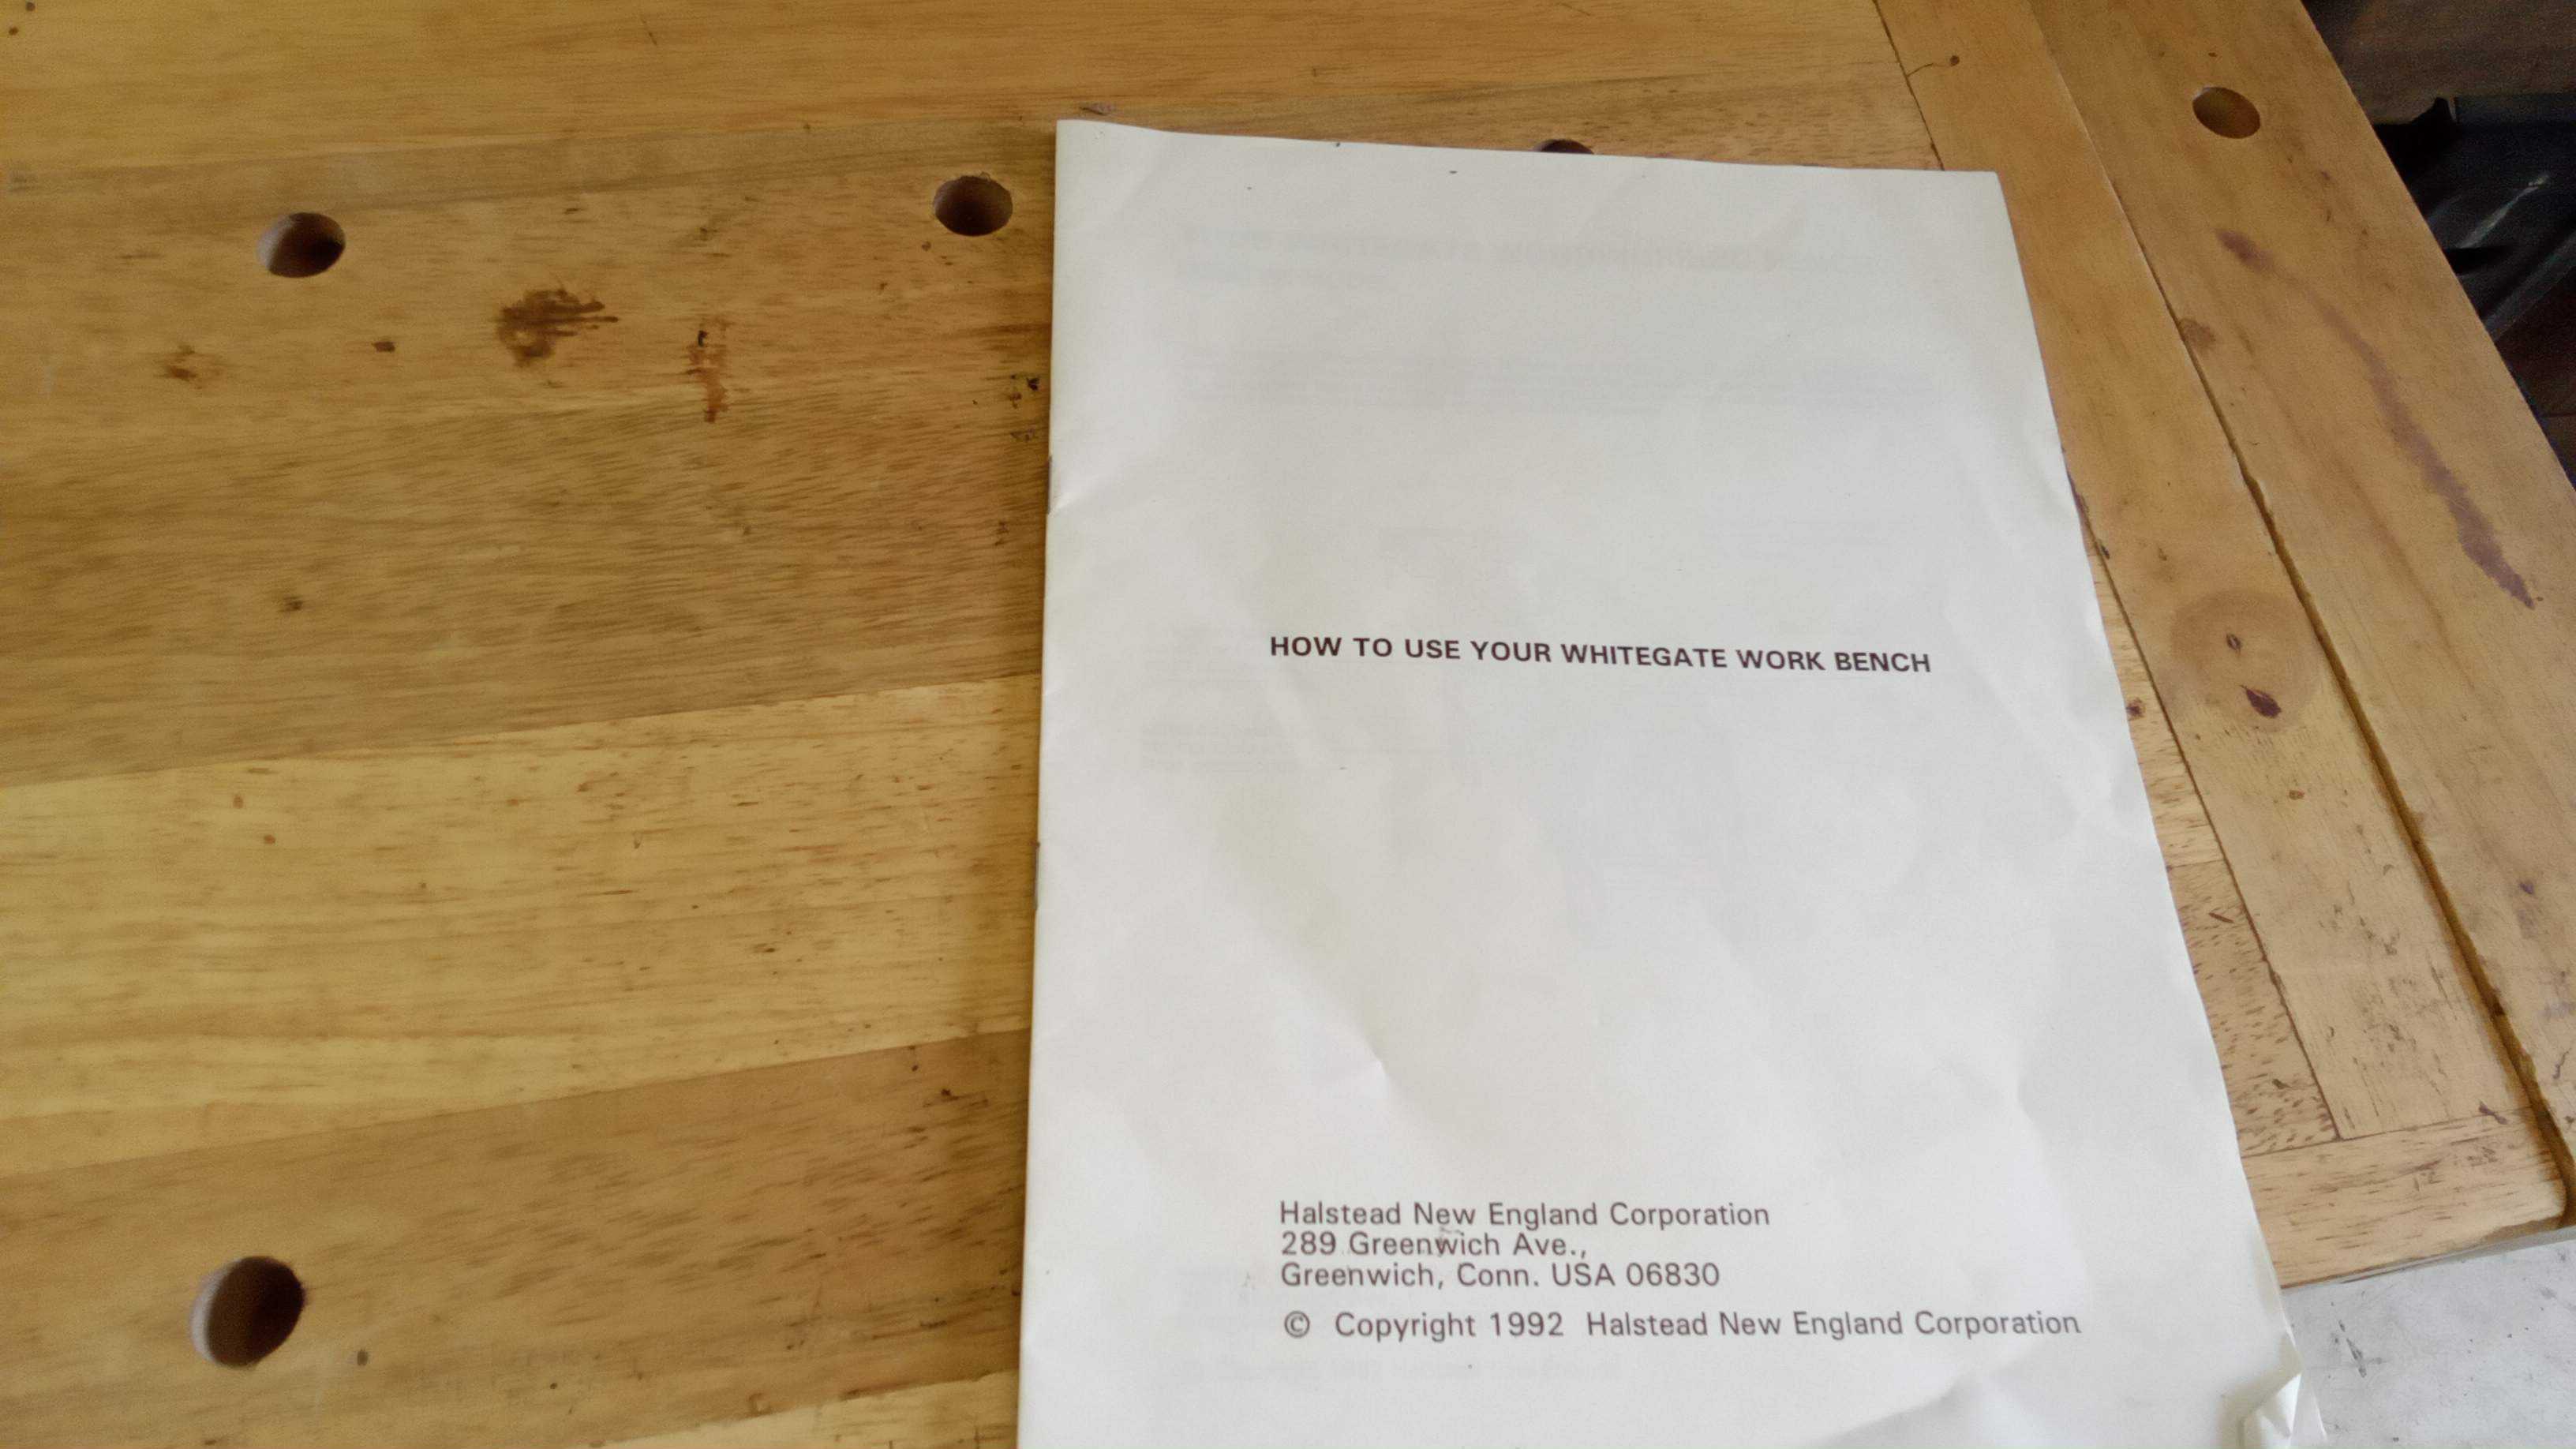 HOW TO USE YOUR WHITEGATE WORK BENCH
Halstead New England Corporation
289 Greenwich Ave.,
Greenwich, Conn. USA 06830
© Copyright 1992 Halstead New England Corporation